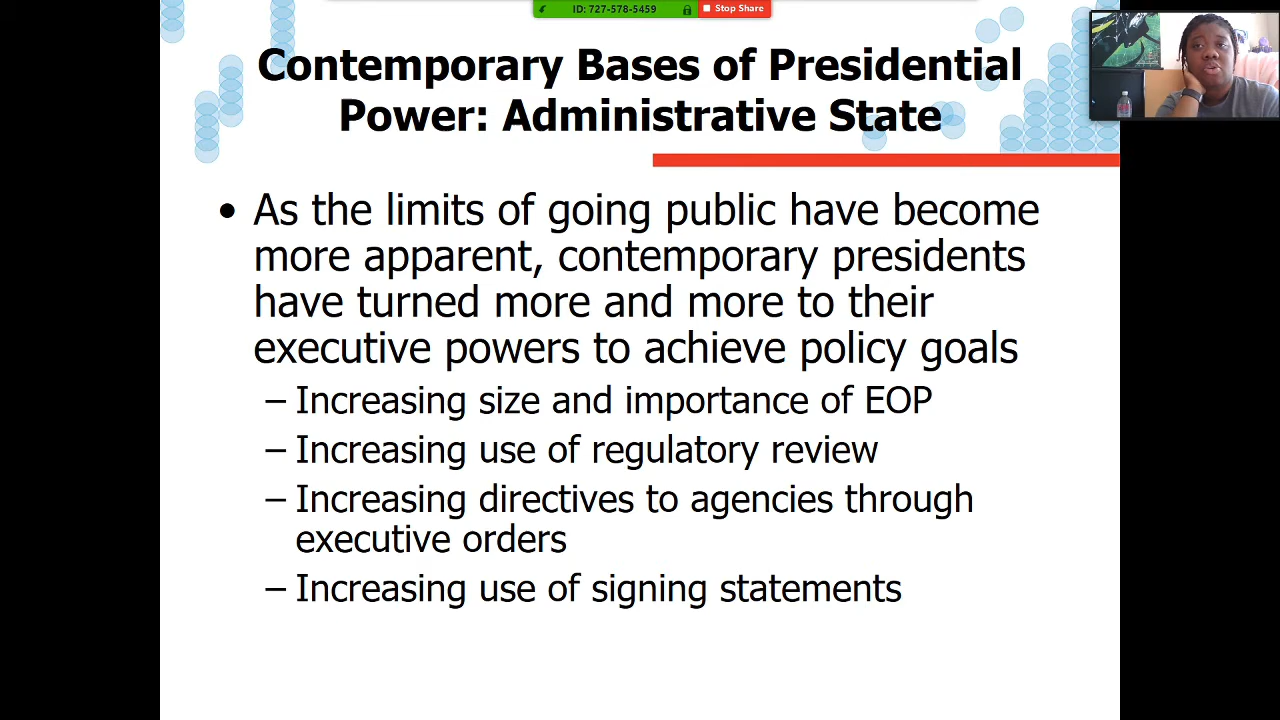 ID: 727-578-5459
Stop Share
Contemporary Bases of Presidential
Power: Administrative State
• As the limits of going public have become
more apparent, contemporary presidents
have turned more and more to their
executive powers to achieve policy goals
– Increasing size and importance of EOP
– Increasing use of regulatory review
– Increasing directives to agencies through
executive orders
– Increasing use of signing statements